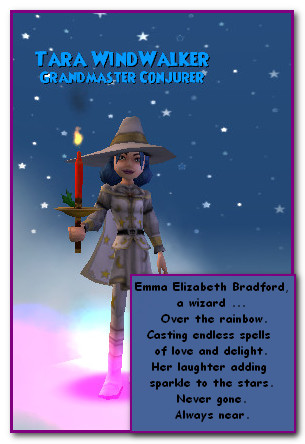 Tara WindWalker
Grandmaster Conjurer
Emma Elizabeth Bradford,
a wizard ...
Over the rainbow.
Casting endless spells
of love and delight.
Her laughter adding
sparkle to the stars.
Never gone.
Always near.